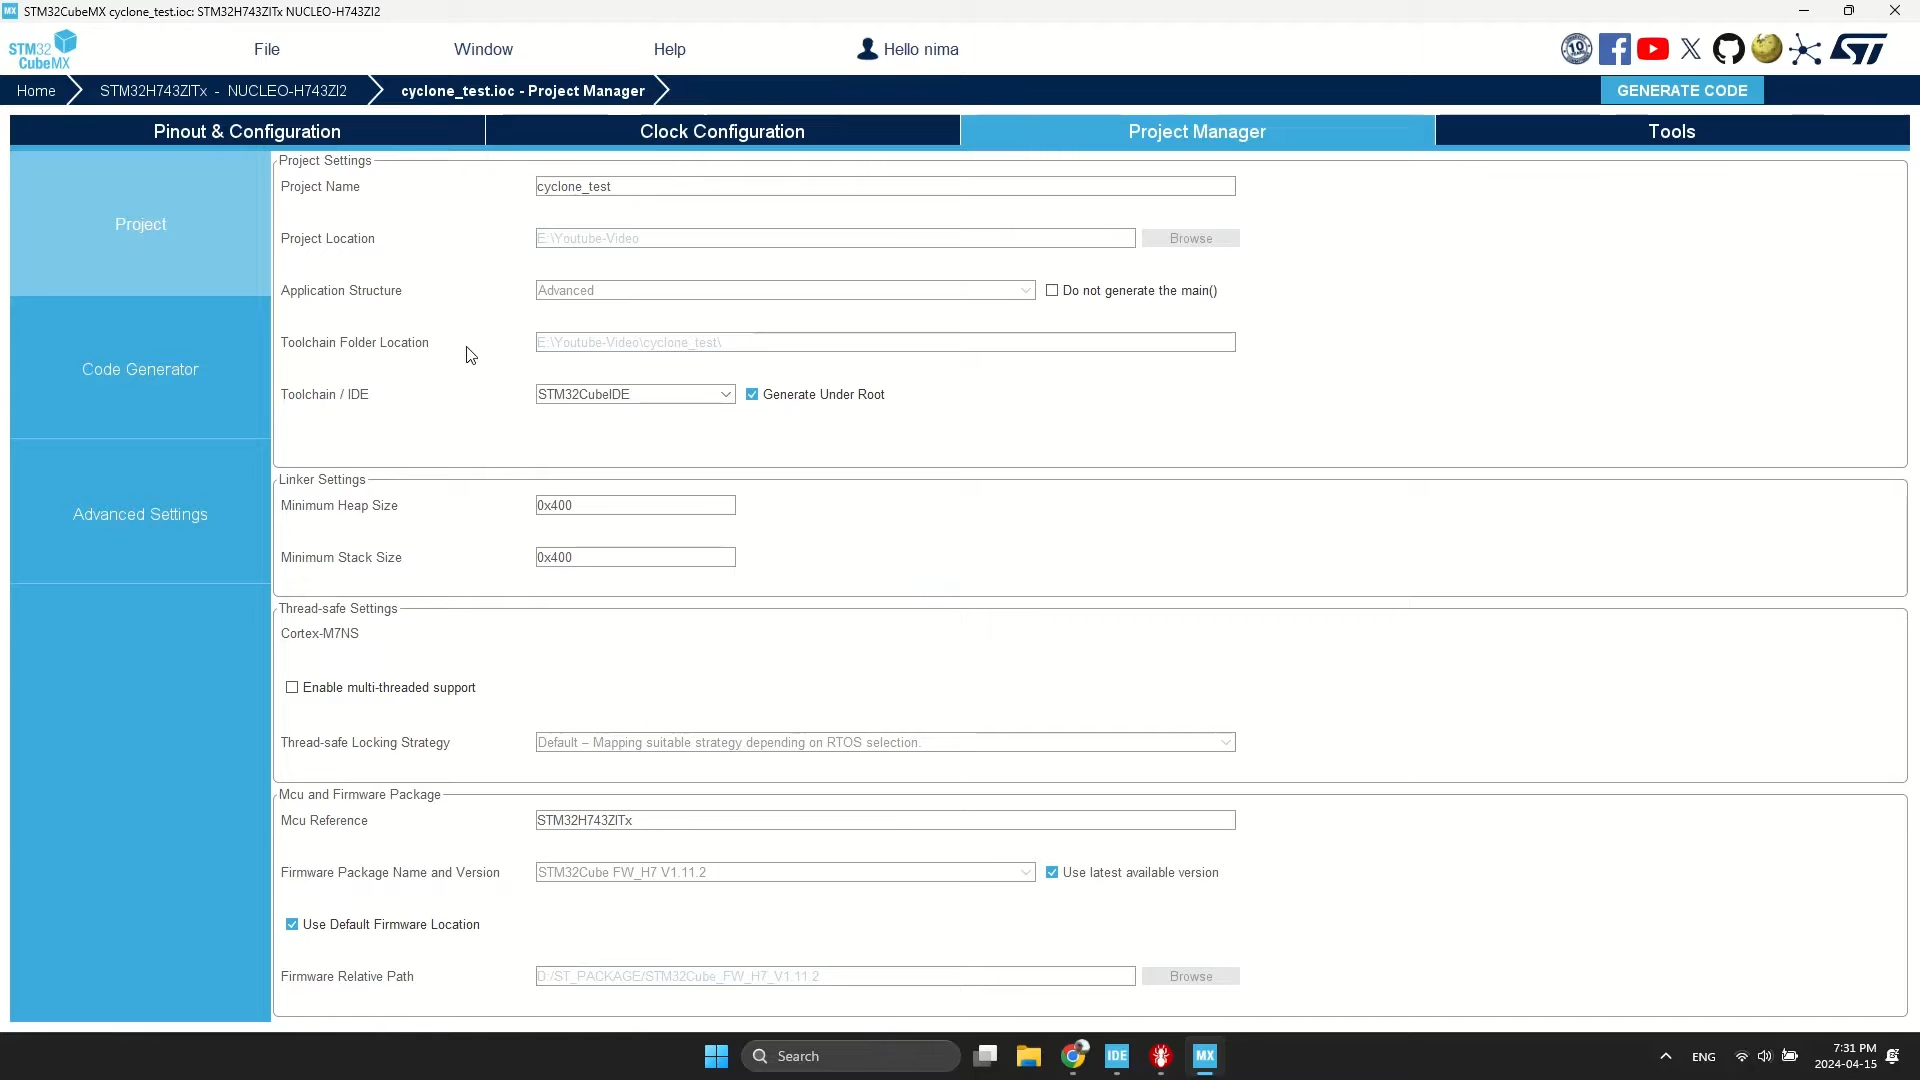 MX STM32CubeMX cyclone_test.ioc: STM32H743ZITx NUCLEO-H743ZI2
STM32 CubeMX
File Window Help Hello nima
10
ST
Home STM32H743ZITx - NUCLEO-H743ZI2 cyclone_test.ioc - Project Manager GENERATE CODE
Pinout & Configuration Clock Configuration Project Manager Tools
Project
Code Generator
Advanced Settings
Project Settings
Project Name cyclone_test
Project Location E:\Youtube-Video Browse
Application Structure Advanced Do not generate the main()
Toolchain Folder Location E:\Youtube-Video\cyclone_test\
Toolchain / IDE STM32CubeIDE Generate Under Root
Linker Settings
Minimum Heap Size 0x400
Minimum Stack Size 0x400
Thread-safe Settings
Cortex-M7NS
Enable multi-threaded support
Thread-safe Locking Strategy Default – Mapping suitable strategy depending on RTOS selection.
Mcu and Firmware Package
Mcu Reference STM32H743ZITx
Firmware Package Name and Version STM32Cube FW_H7 V1.11.2 Use latest available version
Use Default Firmware Location
Firmware Relative Path D:/ST_PACKAGE/STM32Cube_FW_H7_V1.11.2 Browse
Search IDE MX ENG 7:31 PM
2024-04-15